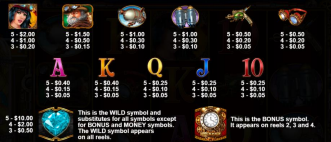 5 - $2.00
4 - $1.00
3 - $0.20
5 - $1.50
4 - $0.50
3 - $0.15
5 - $1.00
4 - $0.30
3 - $0.10
5 - $1.00
4 - $0.30
3 - $0.10
5 - $0.50
4 - $0.20
3 - $0.05
5 - $0.50
4 - $0.20
3 - $0.05
A
K
Q
J
10
5 - $0.40
4 - $0.15
3 - $0.05
5 - $0.40
4 - $0.15
3 - $0.05
5 - $0.25
4 - $0.10
3 - $0.05
5 - $0.25
4 - $0.10
3 - $0.05
5 - $0.25
4 - $0.10
3 - $0.05
5 - $10.00
4 - $2.00
3 - $0.50
This is the WILD symbol and
substitutes for all symbols except
for BONUS and MONEY symbols.
The WILD symbol appears
on all reels.
This is the BONUS symbol.
It appears on reels 2, 3 and 4.